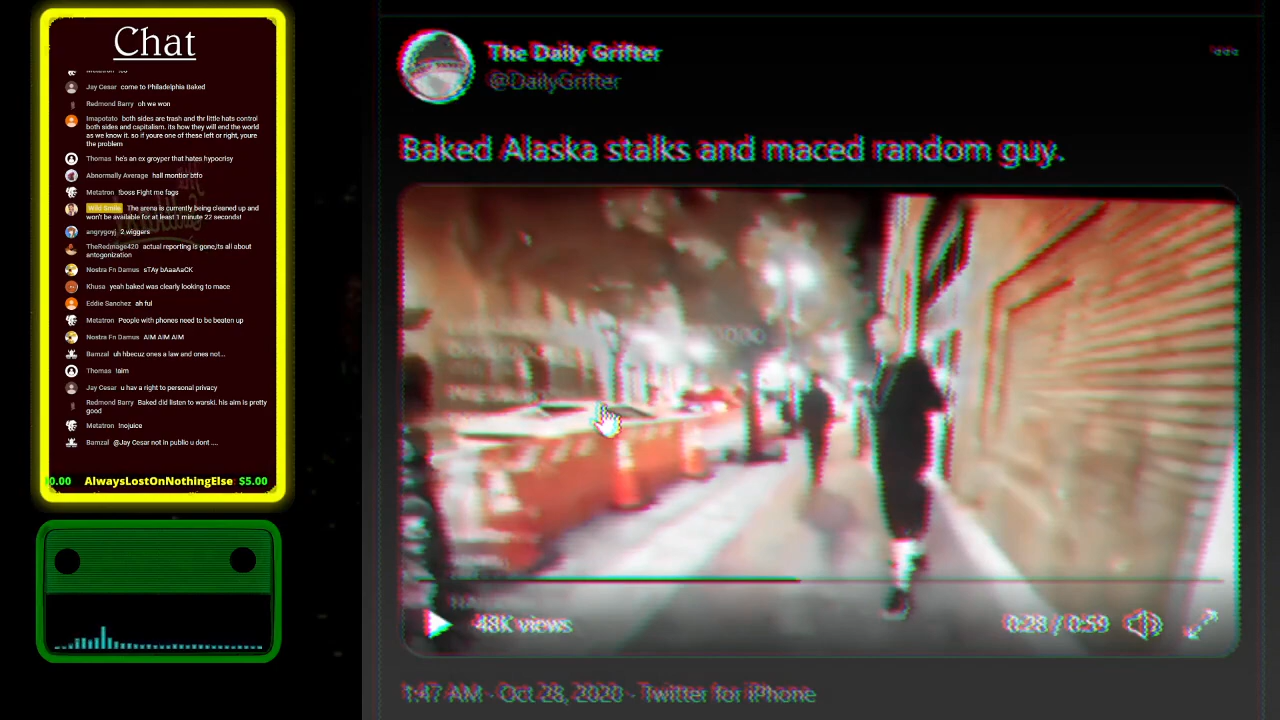 Chat
Jay Cesar come to Philadelphia Baked
Redmond Barry oh we won
Imapotato both sides are trash and thr little hats control
both sides and capitalism. its how they will end the world
as we know it. so if youre one of these left or right, youre
the problem
Thomas he's an ex groyper that hates hypocrisy
Abnormally Average hall monitor btfo
Metatron !boss Fight me fags
Wild Smile The arena is currently being cleaned up and
won't be available for at least 1 minute 22 seconds!
angrygoyj 2 wiggers
TheRedmage420 actual reporting is gone,its all about
antogonization
Nostra Fn Damus sTAy bAaaAaCK
Khusa yeah baked was clearly looking to mace
Eddie Sanchez ah ful
Metatron People with phones need to be beaten up
Nostra Fn Damus AIM AIM AIM
Bamzal uh hbecuz ones a law and ones not...
Thomas !aim
Jay Cesar u hav a right to personal privacy
Redmond Barry Baked did listen to warski. his aim is pretty
good
Metatron !nojuice
Bamzal @Jay Cesar not in public u dont ....
0.00 AlwaysLostOnNothingElse $5.00
The Daily Grifter
@DailyGrifter
Baked Alaska stalks and maced random guy.
48K views
0:28 / 0:59
1:47 AM · Oct 28, 2020 · Twitter for iPhone